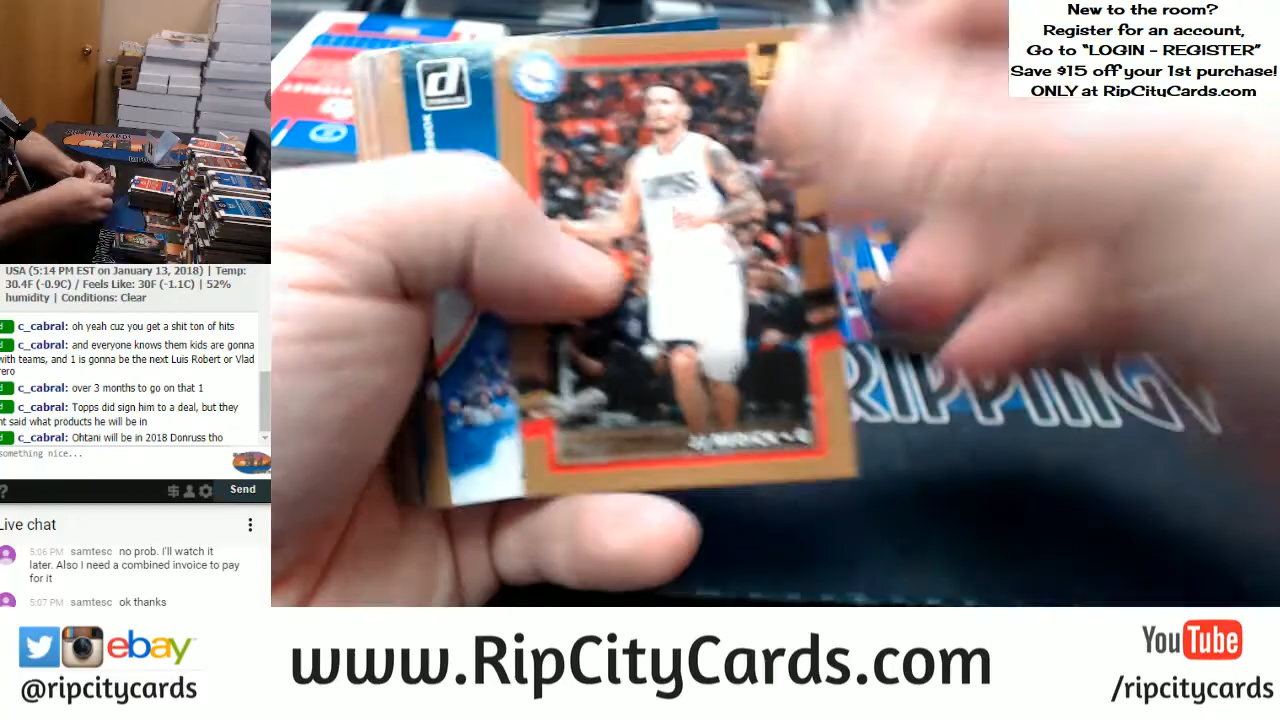 New to the room?
Register for an account,
Go to "LOGIN - REGISTER"
Save $15 off your 1st purchase!
ONLY at RipCityCards.com
USA (5:14 PM EST on January 13, 2018) | Temp:
30.4F (-0.9C) / Feels Like: 30F (-1.1C) | 52%
humidity | Conditions: Clear
c_cabral: oh yeah cuz you get a shit ton of hits
c_cabral: and everyone knows them kids are gonna
with teams, and 1 is gonna be the next Luis Robert or Vlad
c_cabral: over 3 months to go on that 1
c_cabral: Topps did sign him to a deal, but they
said what products he will be in
c_cabral: Ohtani will be in 2018 Donruss tho
something nice...
Send
Live chat
5:06 PM samtesc no prob. I'll watch it
later. Also I need a combined invoice to pay
for it
5:07 PM samtesc ok thanks
RIPPING
ebay
@ripcitycards
www.RipCityCards.com
YouTube
/ripcitycards